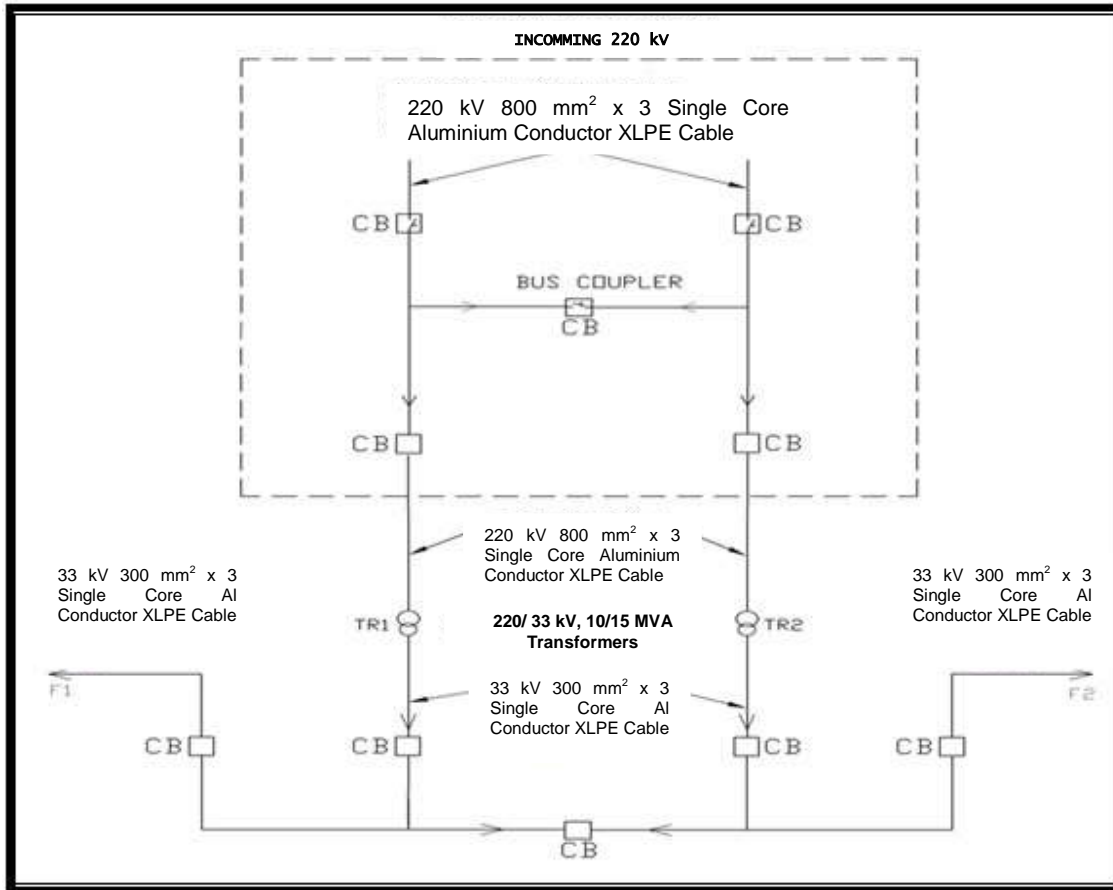 INCOMMING 220 kV
220 kV 800 mm² x 3 Single Core
Aluminium Conductor XLPE Cable
CB
CB
BUS COUPLER
CB
CB
CB
220 kV 800 mm² x 3
Single Core Aluminium
Conductor XLPE Cable
33 kV 300 mm² x 3
Single Core Al
Conductor XLPE Cable
33 kV 300 mm² x 3
Single Core Al
Conductor XLPE Cable
TR1
220/ 33 kV, 10/15 MVA
Transformers
TR2
33 kV 300 mm² x 3
Single Core Al
Conductor XLPE Cable
F1
F2
CB
CB
CB
CB
CB